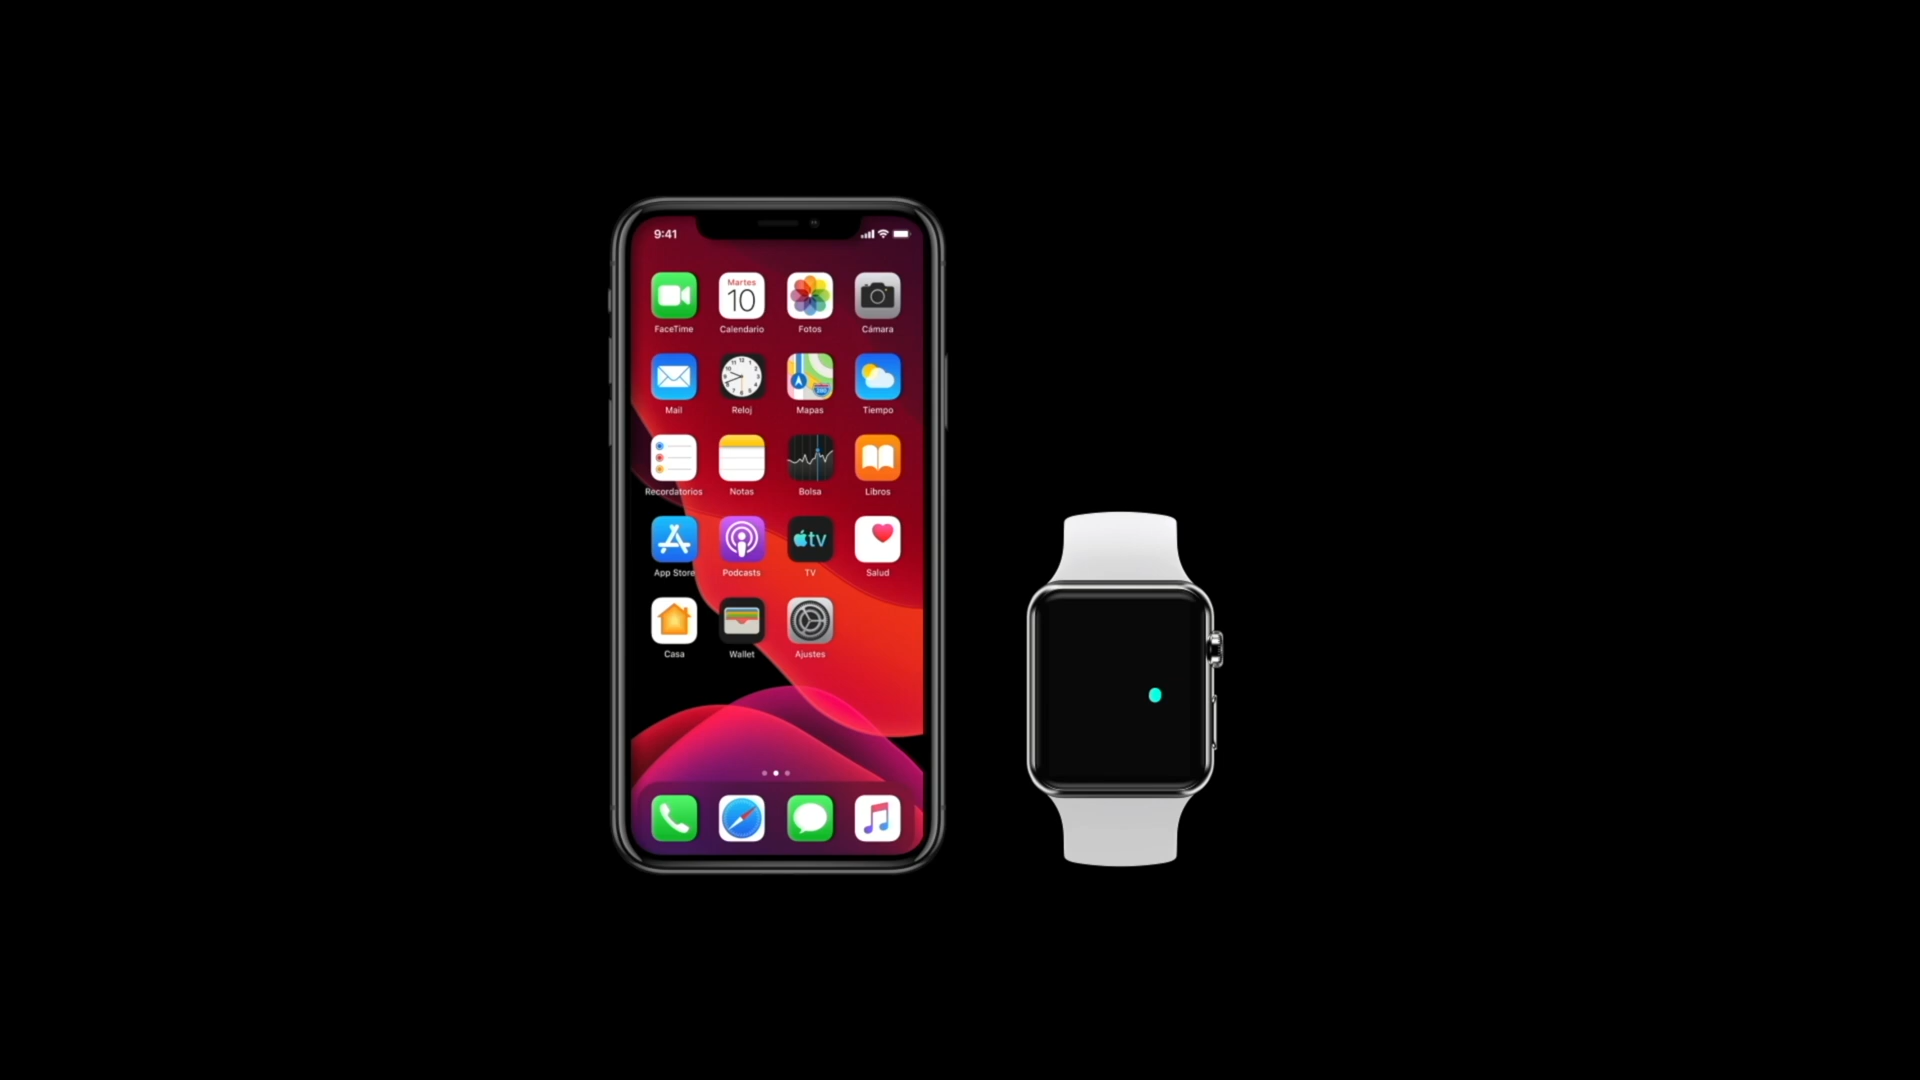 9:41
Martes
10
FaceTime
Calendario
Fotos
Cámara
Mail
Reloj
Mapas
Tiempo
Recordatorios
Notas
Bolsa
Libros
tv
App Store
Podcasts
TV
Salud
Casa
Wallet
Ajustes